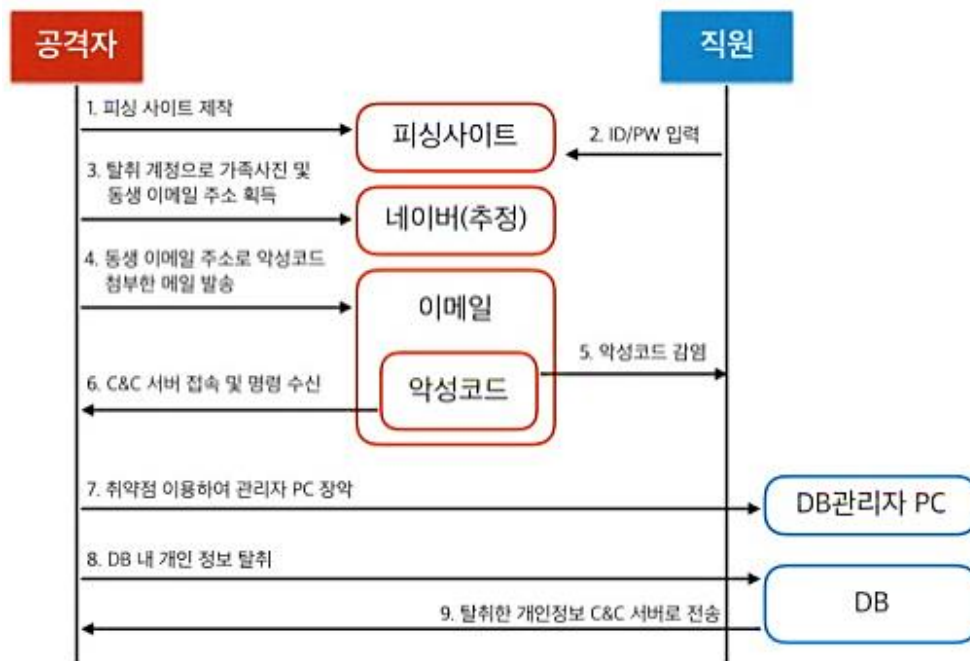 공격자
직원
1. 피싱 사이트 제작
피싱사이트
2. ID/PW 입력
3. 탈취 계정으로 가족사진 및
동생 이메일 주소 획득
네이버(추정)
4. 동생 이메일 주소로 악성코드
첨부한 메일 발송
이메일
5. 악성코드 감염
악성코드
6. C&C 서버 접속 및 명령 수신
7. 취약점 이용하여 관리자 PC 장악
DB관리자 PC
8. DB 내 개인 정보 탈취
DB
9. 탈취한 개인정보 C&C 서버로 전송